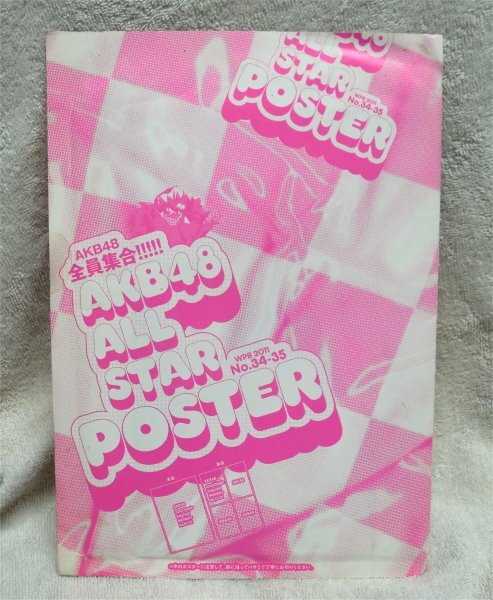 ALL
STAR
POSTER
WPB 2011
No.34-35
AKB48
全員集合!!!!!
AKB48
ALL
STAR
POSTER
WPB 2011
No.34-35